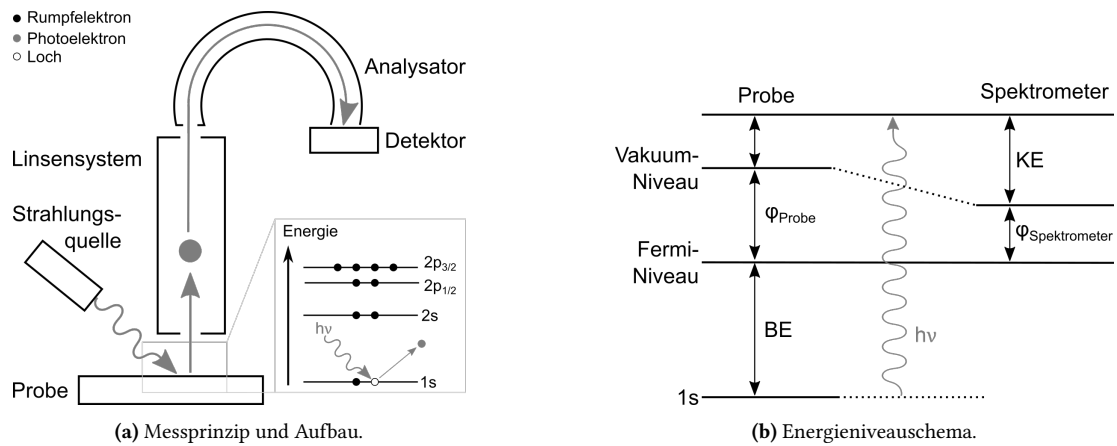 Rumpfelektron
Photoelektron
Loch
Analysator
Detektor
Linsensystem
Strahlungs-
quelle
Probe
Energie
2p3/2
2p1/2
2s
hν
1s
(a) Messprinzip und Aufbau.
Probe
Spektrometer
Vakuum-
Niveau
KE
φProbe
φSpektrometer
Fermi-
Niveau
BE
hν
1s
(b) Energieniveauschema.